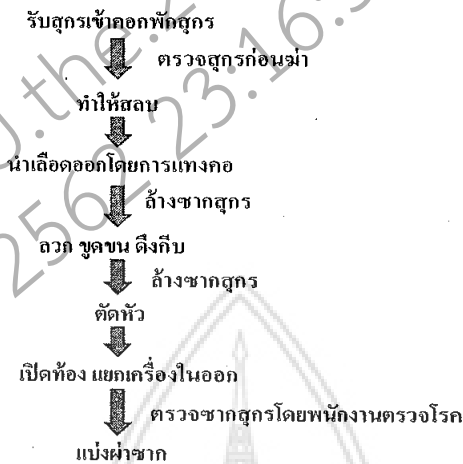 รับสุกรเข้าคอกพักสุกร
ตรวจสุกรก่อนฆ่า
ทำให้สลบ
นำเลือดออกโดยการแทงคอ
ล้างซากสุกร
ลวก ขูดขน ดึงกีบ
ล้างซากสุกร
ตัดหัว
เปิดท้อง แยกเครื่องในออก
ตรวจซากสุกรโดยพนักงานตรวจโรค
แบ่งผ่าซาก